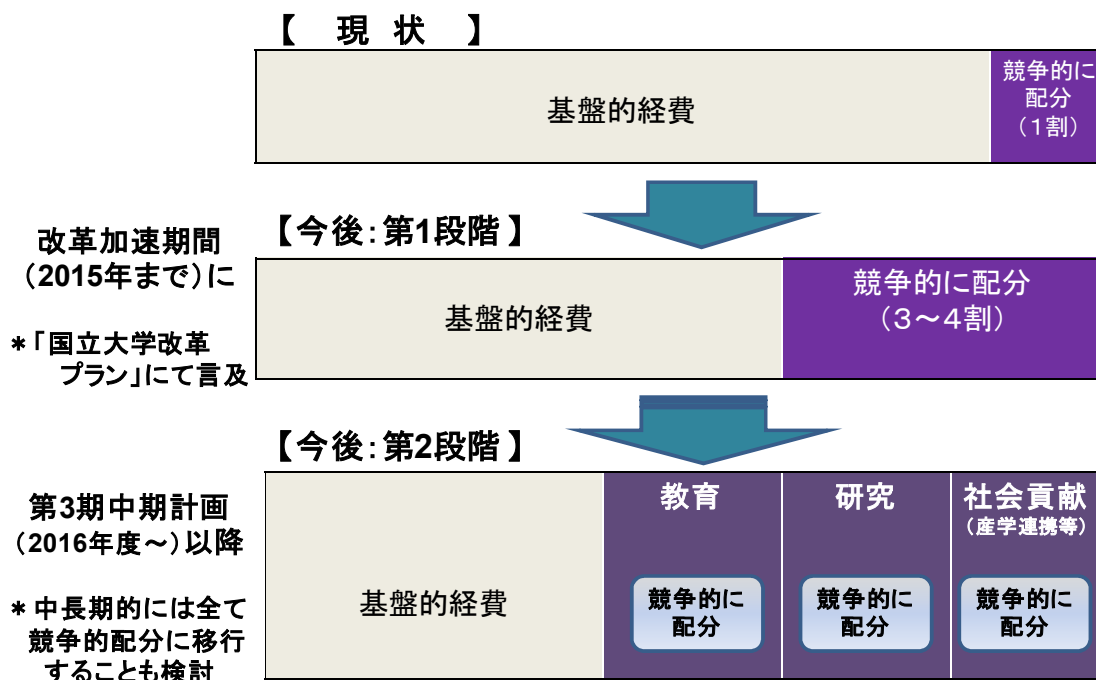 【　現　状　】
基盤的経費
競争的に
配分
（１割）
改革加速期間
（2015年まで）に
＊「国立大学改革
プラン」にて言及
【今後：第1段階】
基盤的経費
競争的に配分
（３～４割）
第3期中期計画
（2016年度～）以降
＊中長期的には全て
競争的配分に移行
することも検討
【今後：第2段階】
基盤的経費
教育
競争的に
配分
研究
競争的に
配分
社会貢献
（産学連携等）
競争的に
配分